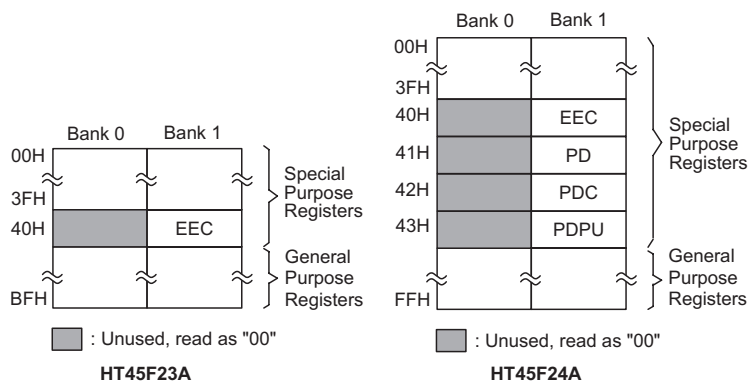 Bank 0 Bank 1
00H
3FH
40H EEC
BFH
Special
Purpose
Registers
General
Purpose
Registers
: Unused, read as "00"
HT45F23A
Bank 0 Bank 1
00H
3FH
40H EEC
41H PD
42H PDC
43H PDPU
FFH
Special
Purpose
Registers
General
Purpose
Registers
: Unused, read as "00"
HT45F24A